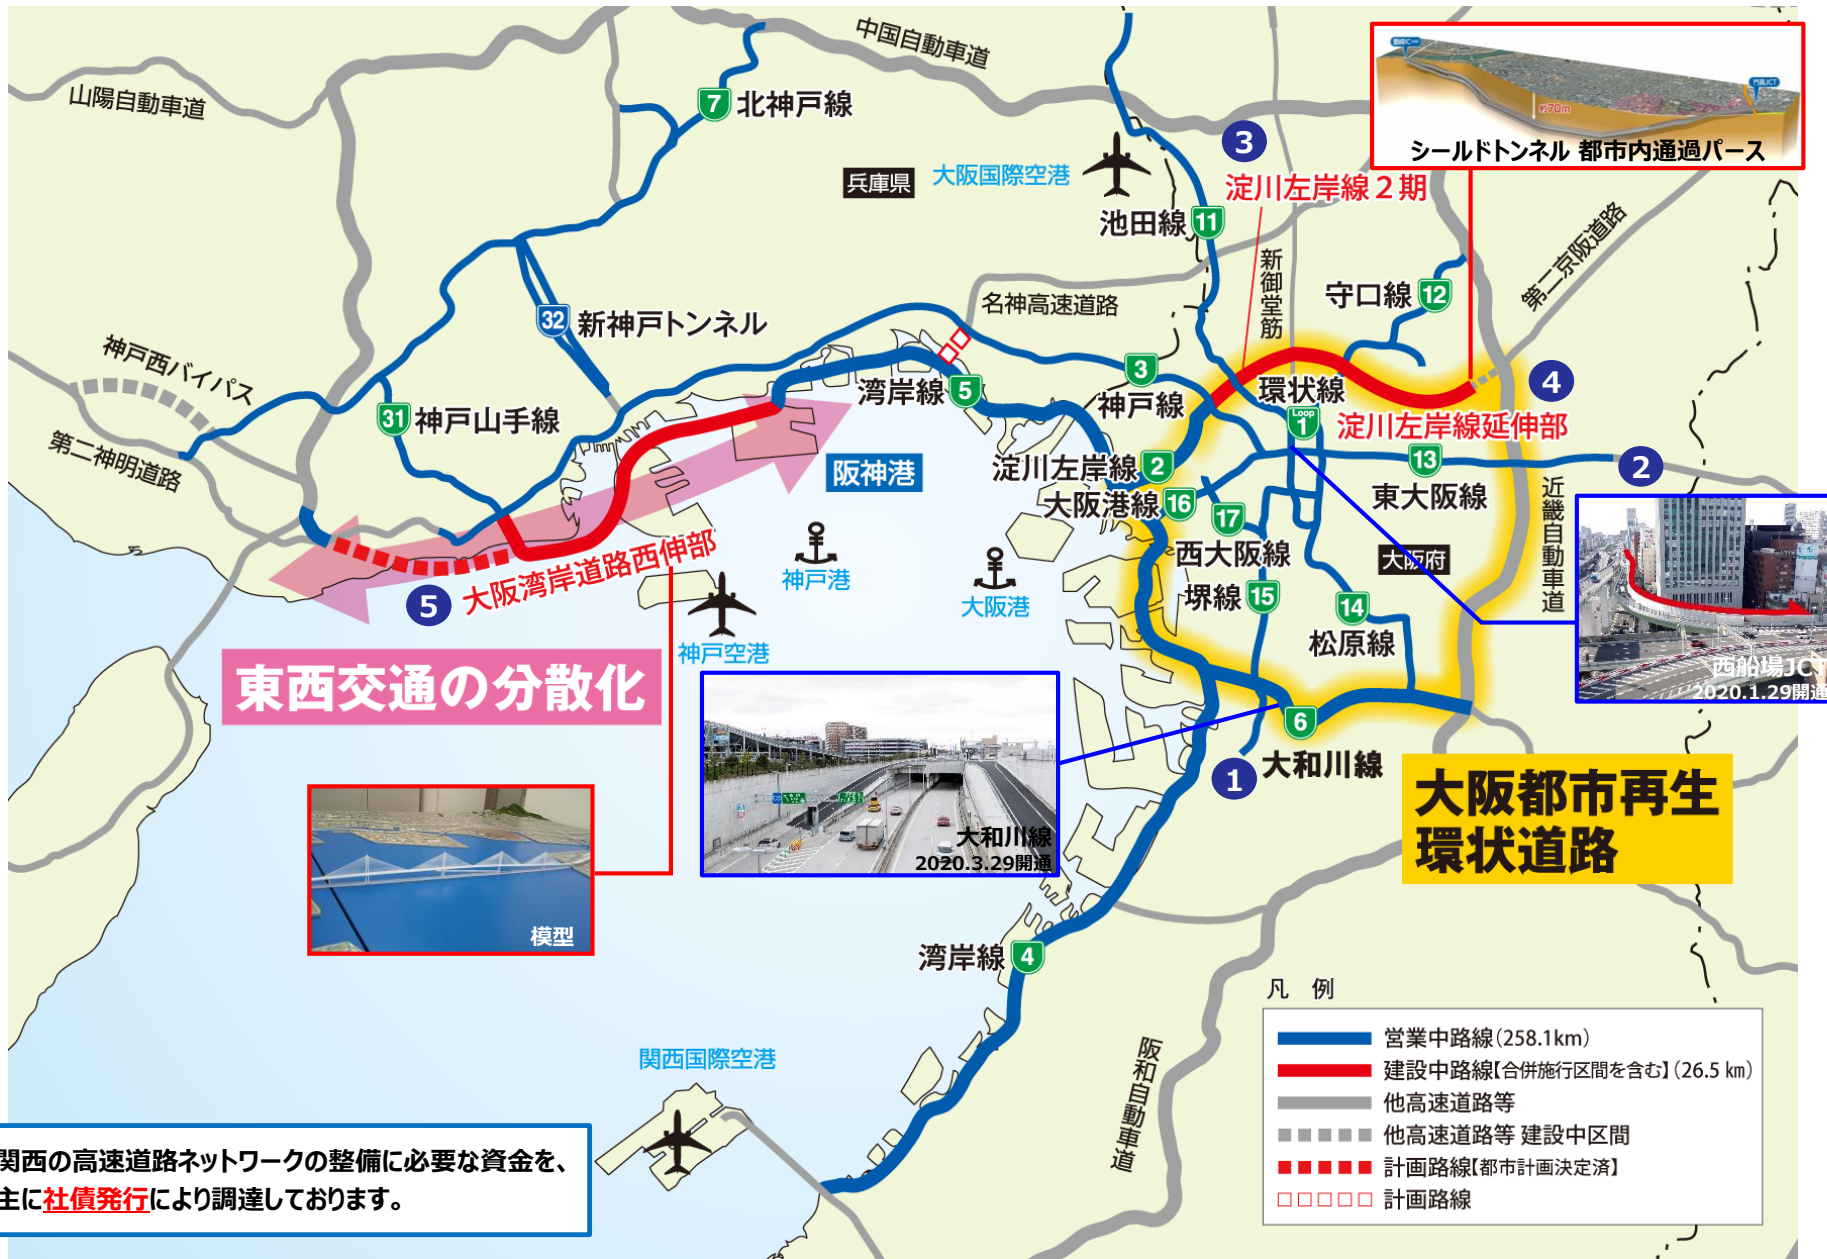 中国自動車道
山陽自動車道
7
北神戸線
兵庫県
大阪国際空港
3
淀川左岸線2期
約70m
シールドトンネル 都市内通過パース
池田線
11
新御堂筋
守口線
12
第二京阪道路
名神高速道路
32
新神戸トンネル
神戸西バイパス
第二神明道路
31
神戸山手線
湾岸線
5
3
神戸線
環状線
Loop
1
4
淀川左岸線延伸部
淀川左岸線
2
13
東大阪線
2
阪神港
大阪港線
16
17
西大阪線
大阪府
近畿自動車道
神戸港
大阪港
堺線
15
14
松原線
5
大阪湾岸道路西伸部
神戸空港
西船場JCT
2020.1.29開通
東西交通の分散化
6
大和川線
1
大和川線
2020.3.29開通
大阪都市再生
環状道路
模型
湾岸線
4
関西国際空港
阪和自動車道
凡 例
営業中路線(258.1km)
建設中路線【合併施行区間を含む】(26.5 km)
他高速道路等
他高速道路等 建設中区間
計画路線【都市計画決定済】
計画路線
関西の高速道路ネットワークの整備に必要な資金を、
主に社債発行により調達しております。